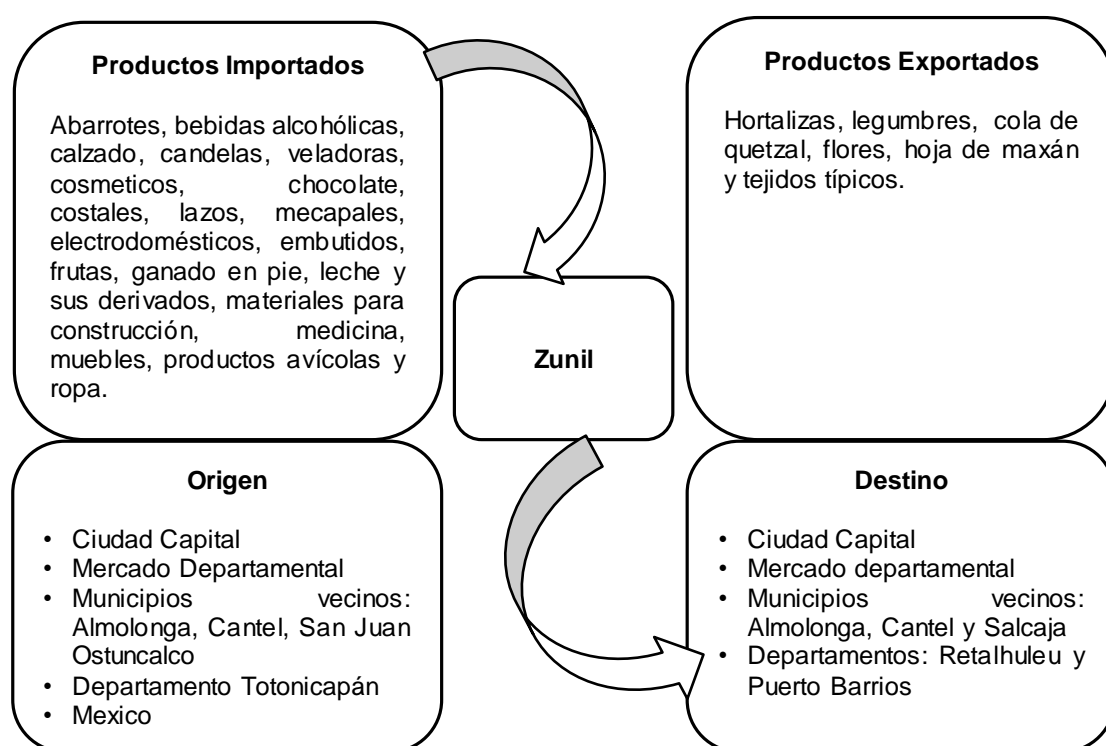 Productos Importados
Abarrotes, bebidas alcohólicas,
calzado, candelas, veladoras,
cosmeticos, chocolate,
costales, lazos, mecapales,
electrodomésticos, embutidos,
frutas, ganado en pie, leche y
sus derivados, materiales para
construcción, medicina,
muebles, productos avícolas y
ropa.
Productos Exportados
Hortalizas, legumbres, cola de
quetzal, flores, hoja de maxán
y tejidos típicos.
Zunil
Origen
• Ciudad Capital
• Mercado Departamental
• Municipios vecinos:
Almolonga, Cantel, San Juan
Ostuncalco
• Departamento Totonicapán
• Mexico
Destino
• Ciudad Capital
• Mercado departamental
• Municipios vecinos:
Almolonga, Cantel y Salcaja
• Departamentos: Retalhuleu y
Puerto Barrios